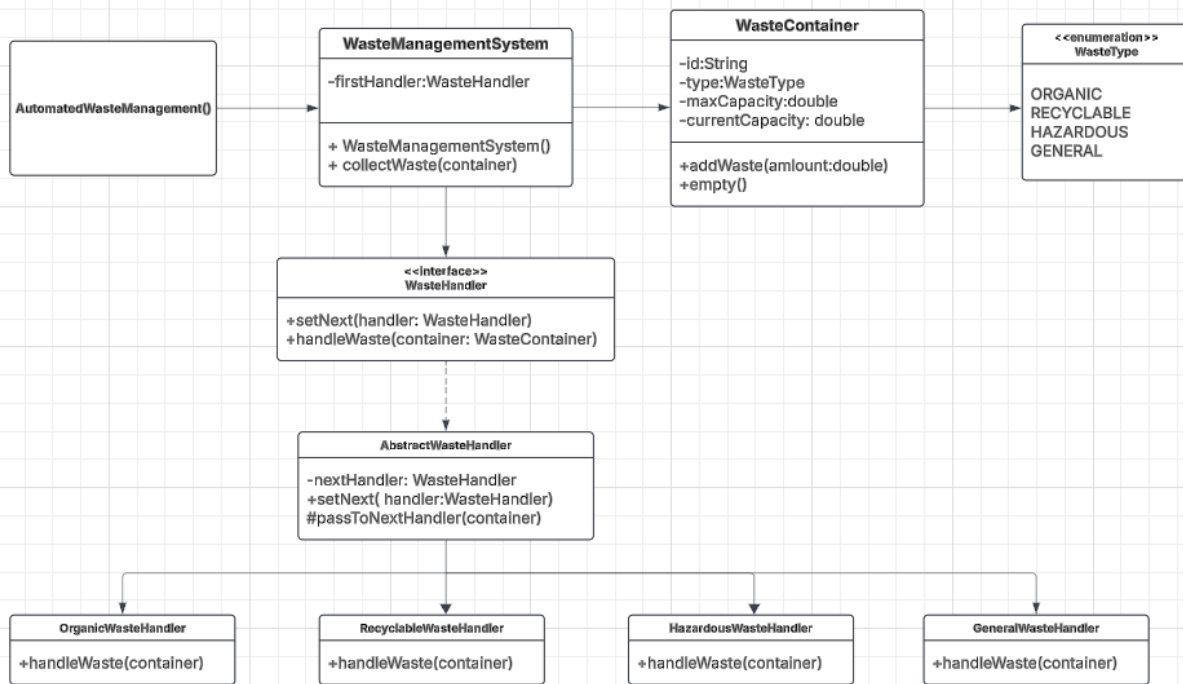 AutomatedWasteManagement()
WasteManagementSystem
-firstHandler:WasteHandler
+ WasteManagementSystem()
+ collectWaste(container)
WasteContainer
-id:String
-type:WasteType
-maxCapacity:double
-currentCapacity: double
+addWaste(amlount:double)
+empty()
<<enumeration>>
WasteType
ORGANIC
RECYCLABLE
HAZARDOUS
GENERAL
<<interface>>
WasteHandler
+setNext(handler: WasteHandler)
+handleWaste(container: WasteContainer)
AbstractWasteHandler
-nextHandler: WasteHandler
+setNext( handler:WasteHandler)
#passToNextHandler(container)
OrganicWasteHandler
+handleWaste(container)
RecyclableWasteHandler
+handleWaste(container)
HazardousWasteHandler
+handleWaste(container)
GeneralWasteHandler
+handleWaste(container)